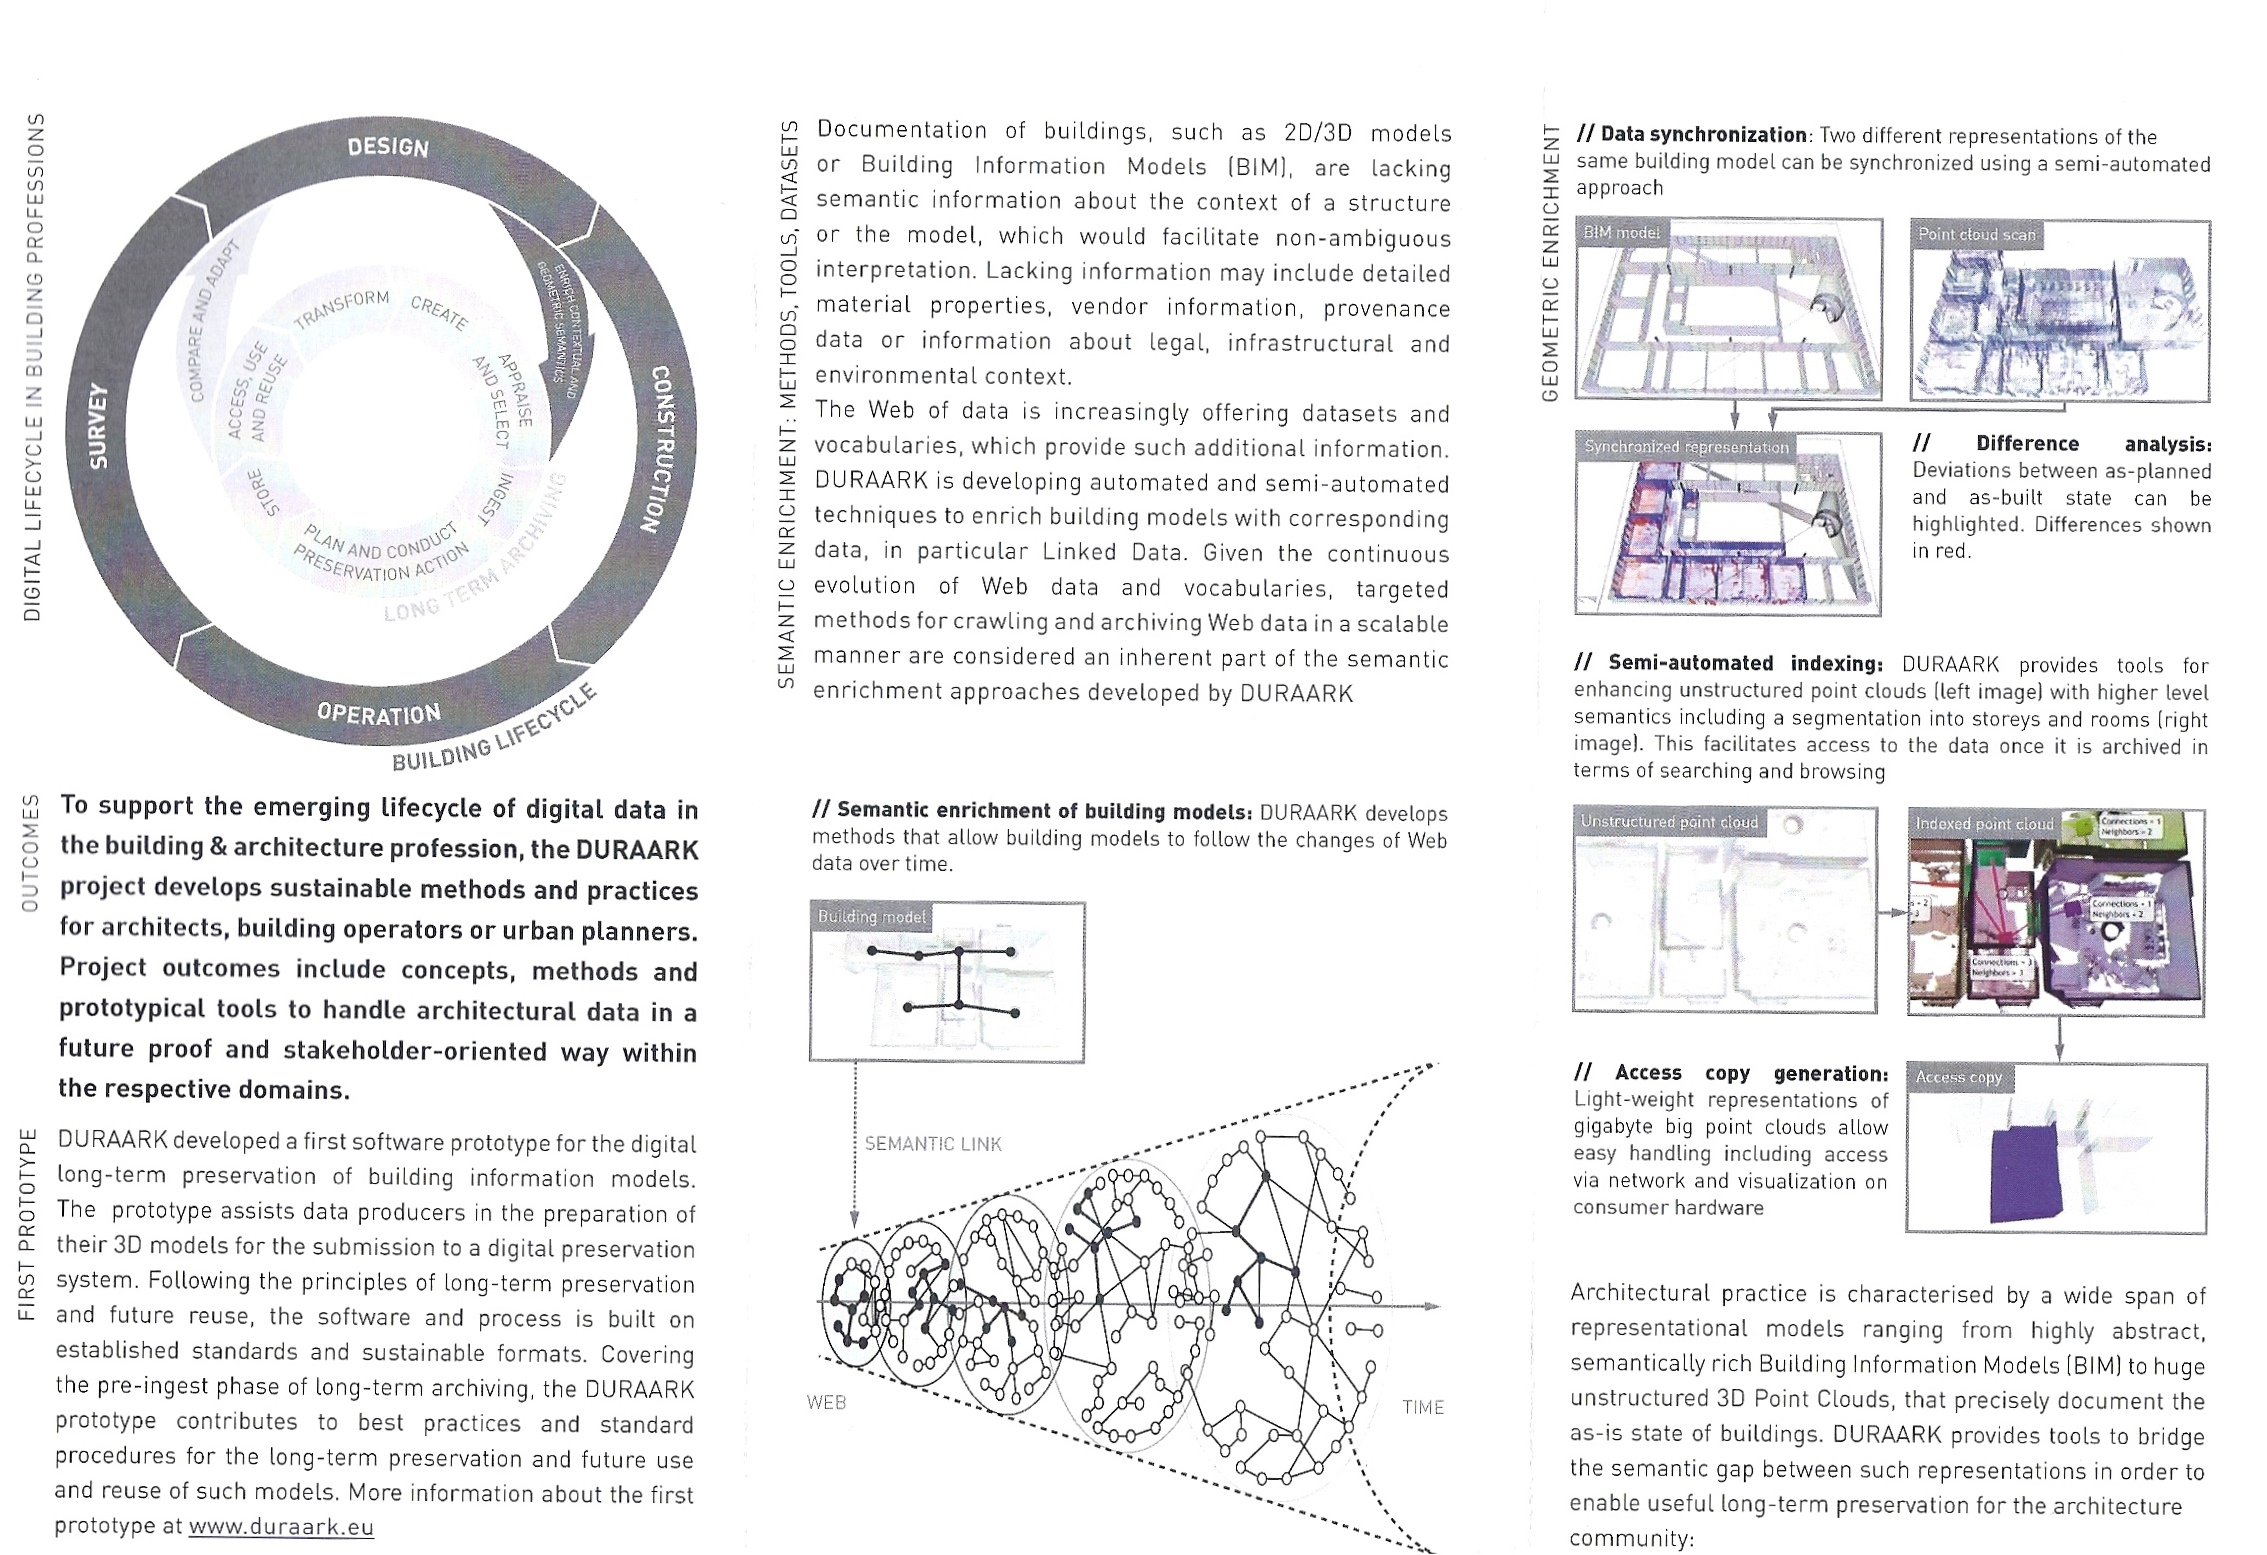 DIGITAL LIFECYCLE IN BUILDING PROFESSIONS
DESIGN
CONSTRUCTION
OPERATION
SURVEY
BUILDING LIFECYCLE
COMPARE AND ADAPT
ENRICH CONTEXTUAL AND
GEOMETRIC SEMANTICS
TRANSFORM
CREATE
APPRAISE
AND SELECT
INGEST
PLAN AND CONDUCT
PRESERVATION ACTION
STORE
ACCESS, USE
AND REUSE
LONG TERM ARCHIVING
OUTCOMES
To support the emerging lifecycle of digital data in
the building & architecture profession, the DURAARK
project develops sustainable methods and practices
for architects, building operators or urban planners.
Project outcomes include concepts, methods and
prototypical tools to handle architectural data in a
future proof and stakeholder-oriented way within
the respective domains.
FIRST PROTOTYPE
DURAARK developed a first software prototype for the digital
long-term preservation of building information models.
The prototype assists data producers in the preparation of
their 3D models for the submission to a digital preservation
system. Following the principles of long-term preservation
and future reuse, the software and process is built on
established standards and sustainable formats. Covering
the pre-ingest phase of long-term archiving, the DURAARK
prototype contributes to best practices and standard
procedures for the long-term preservation and future use
and reuse of such models. More information about the first
prototype at www.duraark.eu
SEMANTIC ENRICHMENT: METHODS, TOOLS, DATASETS
Documentation of buildings, such as 2D/3D models
or Building Information Models (BIM), are lacking
semantic information about the context of a structure
or the model, which would facilitate non-ambiguous
interpretation. Lacking information may include detailed
material properties, vendor information, provenance
data or information about legal, infrastructural and
environmental context.
The Web of data is increasingly offering datasets and
vocabularies, which provide such additional information.
DURAARK is developing automated and semi-automated
techniques to enrich building models with corresponding
data, in particular Linked Data. Given the continuous
evolution of Web data and vocabularies, targeted
methods for crawling and archiving Web data in a scalable
manner are considered an inherent part of the semantic
enrichment approaches developed by DURAARK
// Semantic enrichment of building models: DURAARK develops
methods that allow building models to follow the changes of Web
data over time.
Building model
SEMANTIC LINK
WEB
TIME
GEOMETRIC ENRICHMENT
// Data synchronization: Two different representations of the
same building model can be synchronized using a semi-automated
approach
BIM model
Point cloud scan
Synchronized representation
// Difference analysis:
Deviations between as-planned
and as-built state can be
highlighted. Differences shown
in red.
// Semi-automated indexing: DURAARK provides tools for
enhancing unstructured point clouds (left image) with higher level
semantics including a segmentation into storeys and rooms (right
image). This facilitates access to the data once it is archived in
terms of searching and browsing
Unstructured point cloud
Indexed point cloud
Connections - 1
Neighbors - 2
Connections - 1
Neighbors - 2
Connections - 3
Neighbors - 3
// Access copy generation:
Light-weight representations of
gigabyte big point clouds allow
easy handling including access
via network and visualization on
consumer hardware
Access copy
Architectural practice is characterised by a wide span of
representational models ranging from highly abstract,
semantically rich Building Information Models (BIM) to huge
unstructured 3D Point Clouds, that precisely document the
as-is state of buildings. DURAARK provides tools to bridge
the semantic gap between such representations in order to
enable useful long-term preservation for the architecture
community: